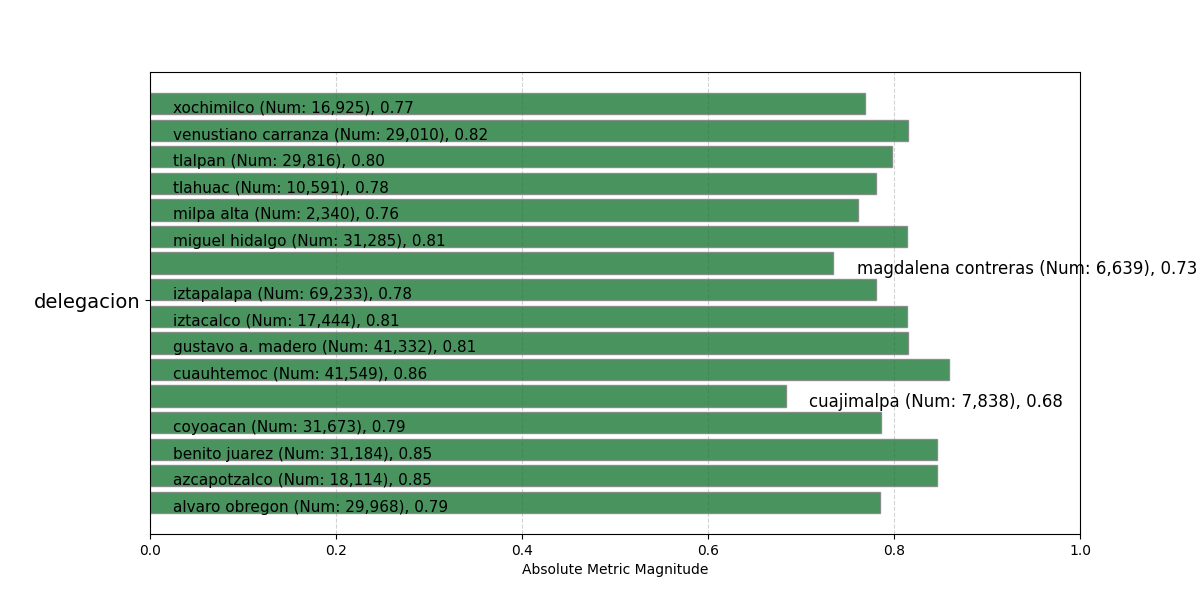 xochimilco (Num: 16,925), 0.77
venustiano carranza (Num: 29,010), 0.82
tlalpan (Num: 29,816), 0.80
tlahuac (Num: 10,591), 0.78
milpa alta (Num: 2,340), 0.76
miguel hidalgo (Num: 31,285), 0.81
magdalena contreras (Num: 6,639), 0.73
delegacion
iztapalapa (Num: 69,233), 0.78
iztacalco (Num: 17,444), 0.81
gustavo a. madero (Num: 41,332), 0.81
cuauhtemoc (Num: 41,549), 0.86
cuajimalpa (Num: 7,838), 0.68
coyoacan (Num: 31,673), 0.79
benito juarez (Num: 31,184), 0.85
azcapotzalco (Num: 18,114), 0.85
alvaro obregon (Num: 29,968), 0.79
0.0 0.2 0.4 0.6 0.8 1.0
Absolute Metric Magnitude